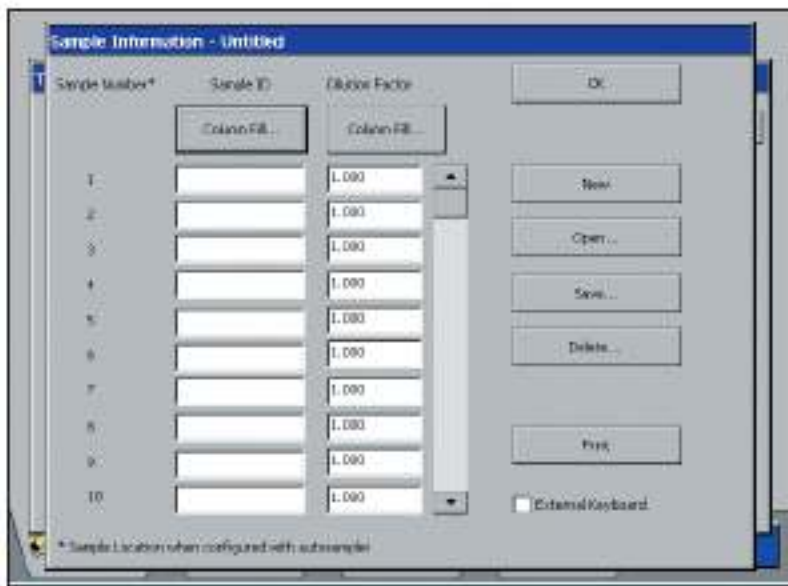 Sample Information - Untitled
Sample Number* Sample ID Dilution Factor OK
Column Fill... Column Fill...
1 1.000
2 1.000
3 1.000
4 1.000
5 1.000
6 1.000
7 1.000
8 1.000
9 1.000
10 1.000
New
Open...
Save...
Delete...
Print
External Keyboard
* Sample Location when configured with autosampler